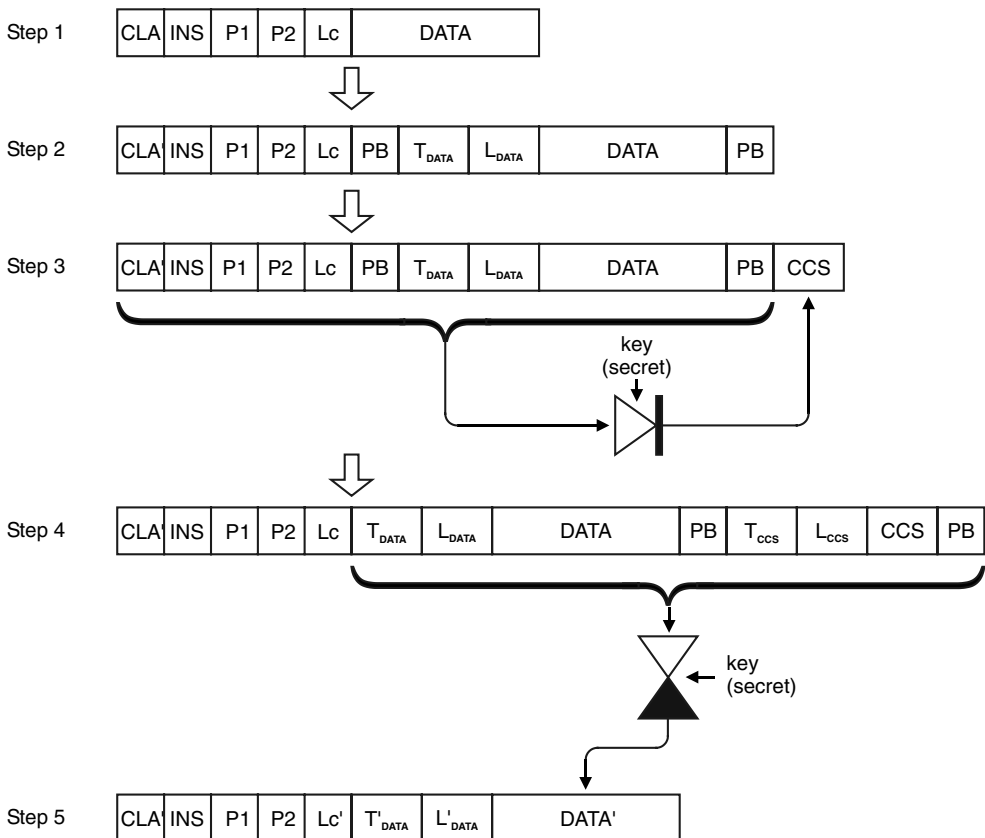 Step 1 CLA INS P1 P2 Lc DATA
Step 2 CLA' INS P1 P2 Lc PB TDATA LDATA DATA PB
Step 3 CLA' INS P1 P2 Lc PB TDATA LDATA DATA PB CCS
key
(secret)
Step 4 CLA' INS P1 P2 Lc TDATA LDATA DATA PB TCCS LCCS CCS PB
key
(secret)
Step 5 CLA' INS P1 P2 Lc' T'DATA L'DATA DATA'